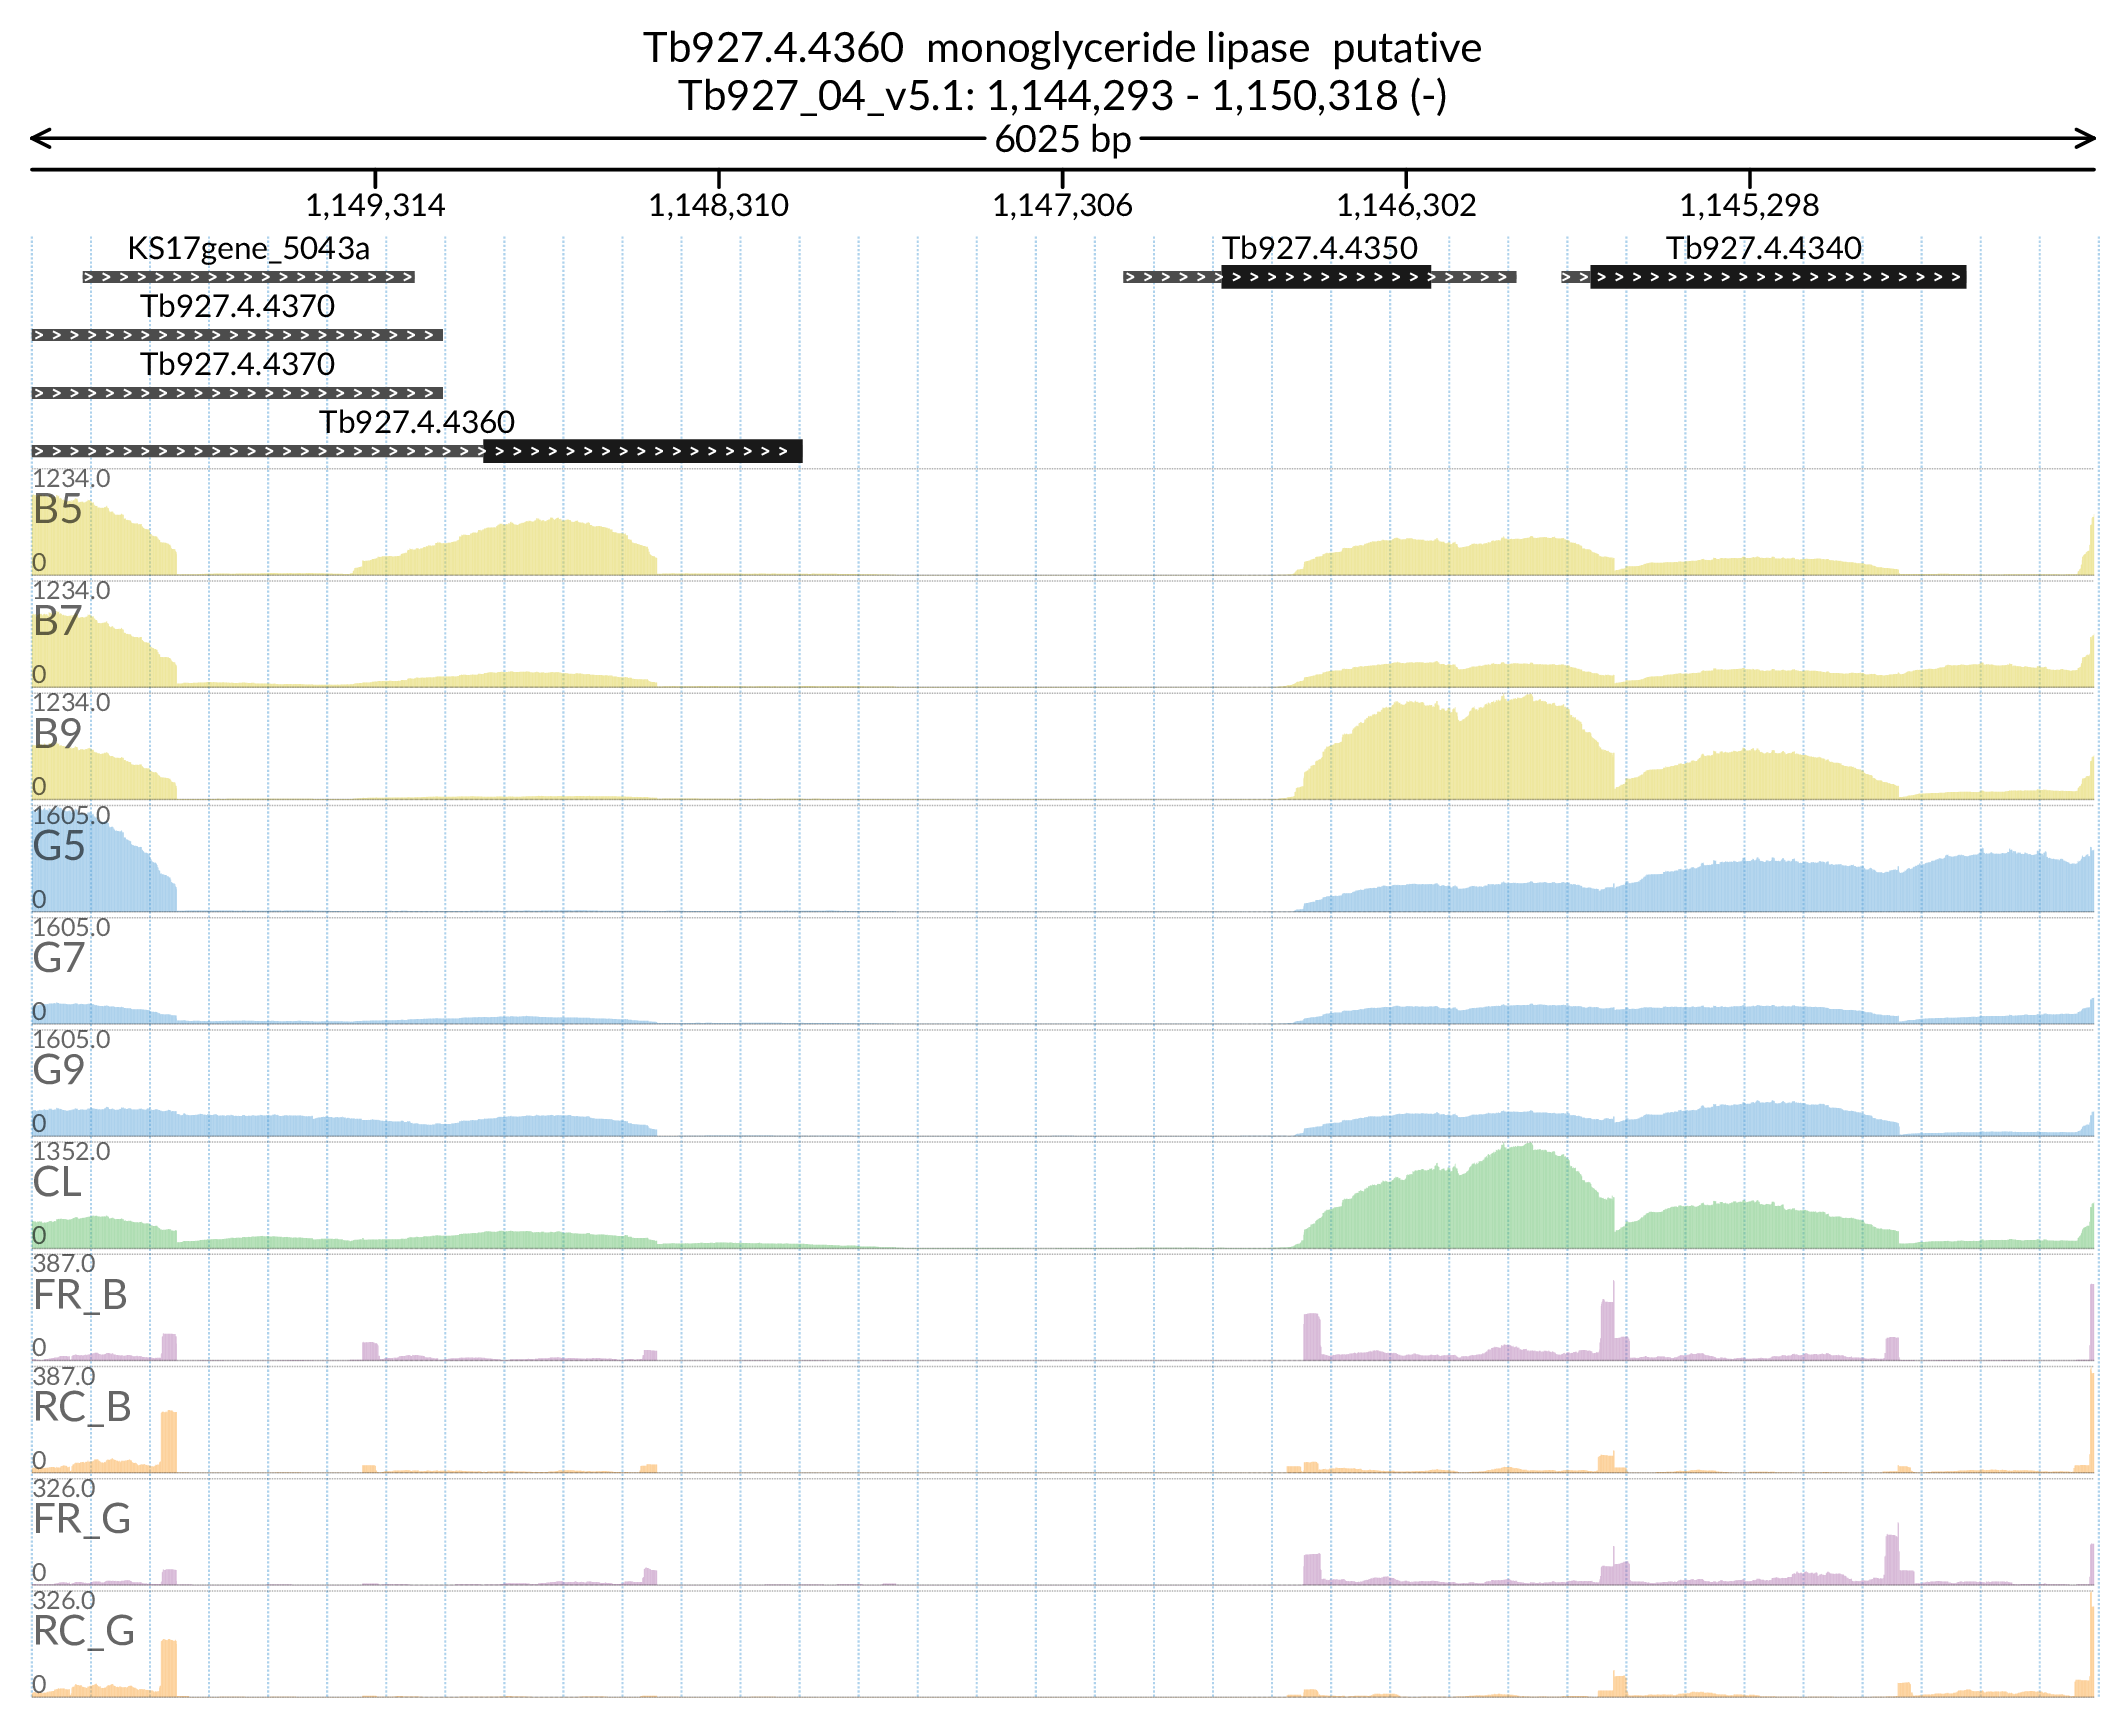 Tb927.4.4360 monoglyceride lipase putative
Tb927_04_v5.1: 1,144,293 - 1,150,318 (-)
6025 bp
1,149,314 1,148,310 1,147,306 1,146,302 1,145,298
KS17gene_5043a Tb927.4.4350 Tb927.4.4340
Tb927.4.4370
Tb927.4.4370
Tb927.4.4360
1234.0
B5
0
1234.0
B7
0
1234.0
B9
0
1605.0
G5
0
1605.0
G7
0
1605.0
G9
0
1352.0
CL
0
387.0
FR_B
0
387.0
RC_B
0
326.0
FR_G
0
326.0
RC_G
0